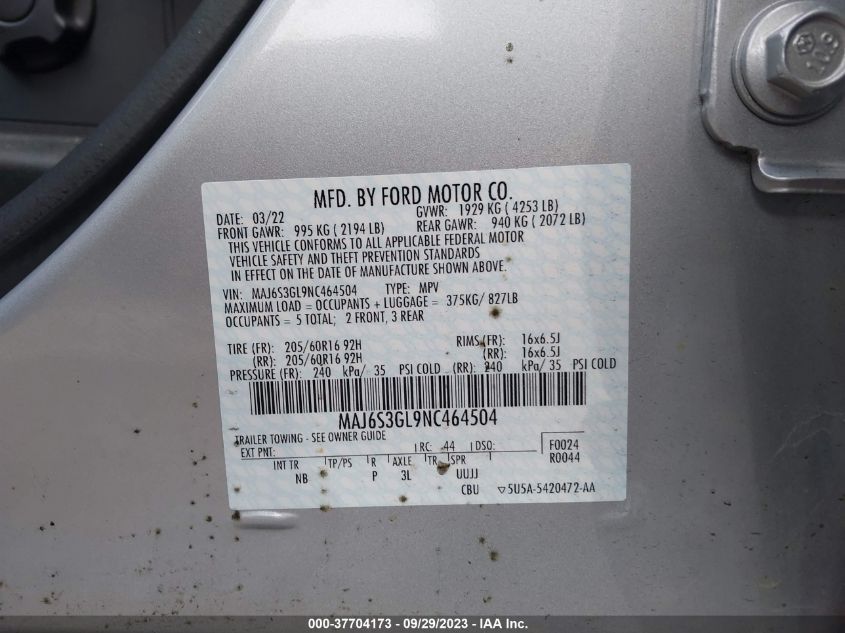 109
MFD. BY FORD MOTOR CO.
DATE: 03/22 GVWR: 1929 KG ( 4253 LB)
FRONT GAWR: 995 KG ( 2194 LB) REAR GAWR: 940 KG ( 2072 LB)
THIS VEHICLE CONFORMS TO ALL APPLICABLE FEDERAL MOTOR
VEHICLE SAFETY AND THEFT PREVENTION STANDARDS
IN EFFECT ON THE DATE OF MANUFACTURE SHOWN ABOVE.
VIN: MAJ6S3GL9NC464504 TYPE: MPV
MAXIMUM LOAD = OCCUPANTS + LUGGAGE = 375KG/ 827LB
OCCUPANTS = 5 TOTAL; 2 FRONT, 3 REAR
TIRE (FR): 205/60R16 92H RIMS(FR): 16x6.5J
(RR): 205/60R16 92H (RR): 16x6.5J
PRESSURE (FR): 240 kPa/ 35 PSI COLD (RR): 240 kPa/ 35 PSI COLD
MAJ6S3GL9NC464504
TRAILER TOWING - SEE OWNER GUIDE
EXT PNT: RC: 44 DSO: F0024
R0044
INT TR TP/PS R AXLE TR SPR
NB P 3L UUJJ
CBU ▽5U5A-5420472-AA
000-37704173 - 09/29/2023 - IAA Inc.